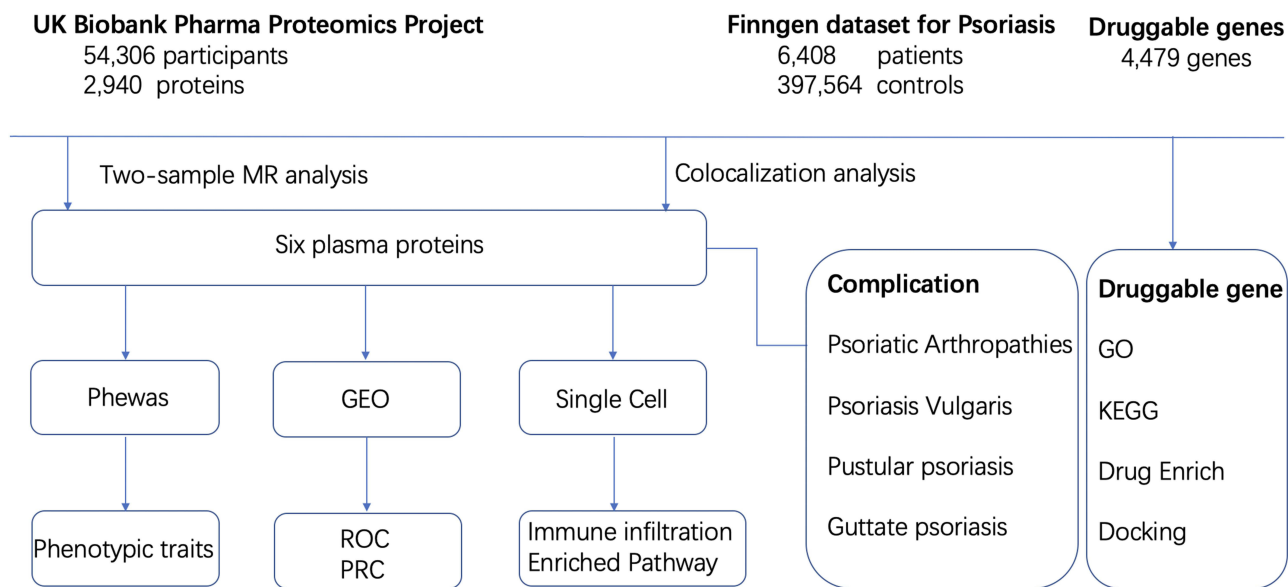 UK Biobank Pharma Proteomics Project
54,306 participants
2,940 proteins
Finngen dataset for Psoriasis
6,408 patients
397,564 controls
Druggable genes
4,479 genes
Two-sample MR analysis
Colocalization analysis
Six plasma proteins
Phewas
GEO
Single Cell
Phenotypic traits
ROC
PRC
Immune infiltration
Enriched Pathway
Complication
Psoriatic Arthropathies
Psoriasis Vulgaris
Pustular psoriasis
Guttate psoriasis
Druggable gene
GO
KEGG
Drug Enrich
Docking